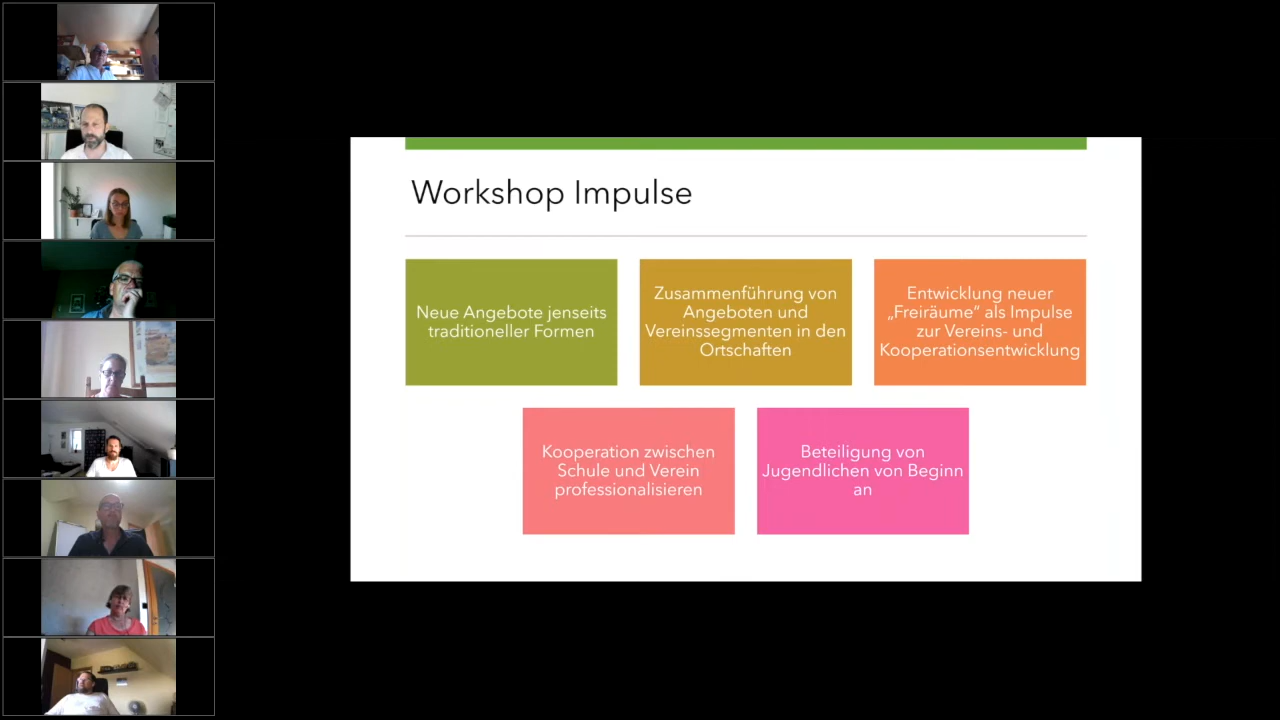 Workshop Impulse
Neue Angebote jenseits
traditioneller Formen
Zusammenführung von
Angeboten und
Vereinssegmenten in den
Ortschaften
Entwicklung neuer
„Freiräume“ als Impulse
zur Vereins- und
Kooperationsentwicklung
Kooperation zwischen
Schule und Verein
professionalisieren
Beteiligung von
Jugendlichen von Beginn
an